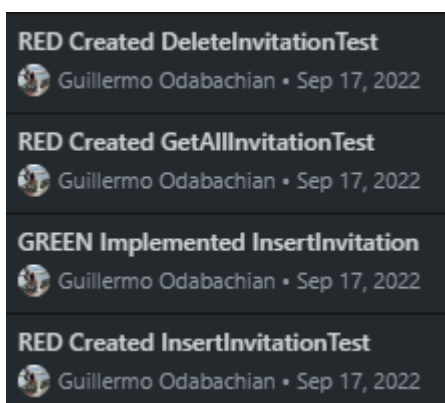 RED Created DeleteInvitationTest
Guillermo Odabachian • Sep 17, 2022
RED Created GetAllInvitationTest
Guillermo Odabachian • Sep 17, 2022
GREEN Implemented InsertInvitation
Guillermo Odabachian • Sep 17, 2022
RED Created InsertInvitationTest
Guillermo Odabachian • Sep 17, 2022